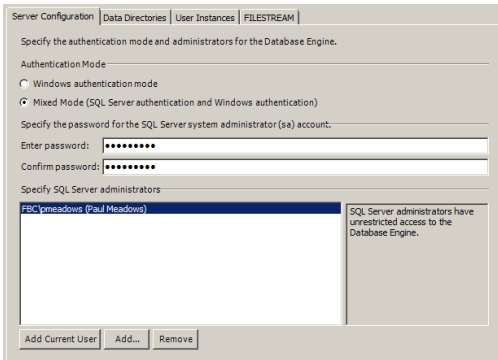 Server Configuration Data Directories User Instances FILESTREAM
Specify the authentication mode and administrators for the Database Engine.
Authentication Mode
Windows authentication mode
Mixed Mode (SQL Server authentication and Windows authentication)
Specify the password for the SQL Server system administrator (sa) account.
Enter password: •••••••••
Confirm password: •••••••••
Specify SQL Server administrators
FBC\pmeadows (Paul Meadows)
SQL Server administrators have
unrestricted access to the
Database Engine.
Add Current User Add... Remove